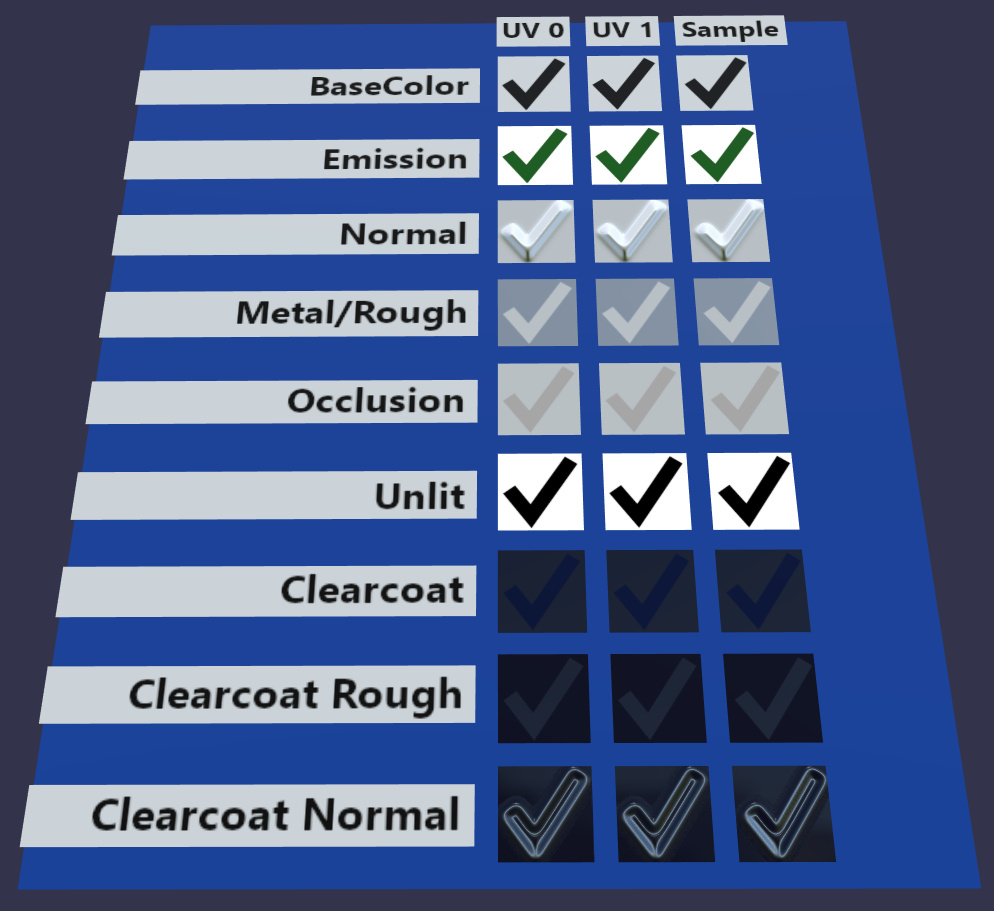 UV 0 UV 1 Sample
BaseColor
Emission
Normal
Metal/Rough
Occlusion
Unlit
Clearcoat
Clearcoat Rough
Clearcoat Normal